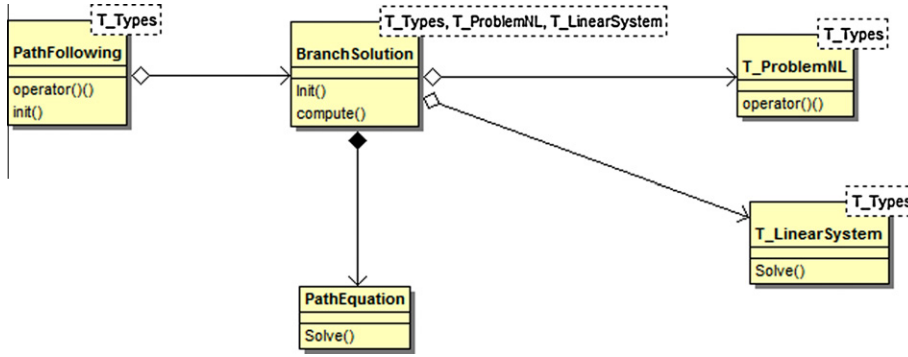 T_Types
PathFollowing
operator()()
init()
T_Types, T_ProblemNL, T_LinearSystem
BranchSolution
Init()
compute()
T_Types
T_ProblemNL
operator()()
T_Types
T_LinearSystem
Solve()
PathEquation
Solve()